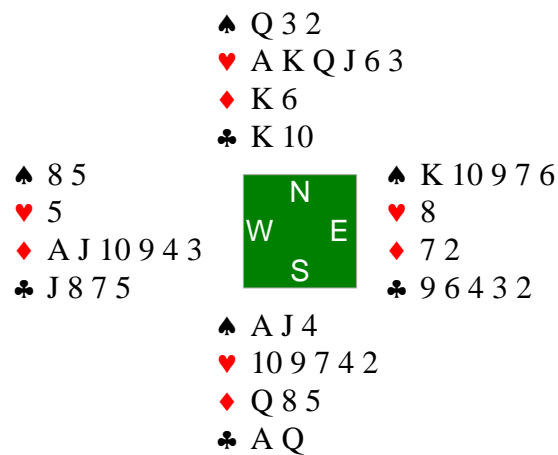 ♠ Q 3 2
♥ A K Q J 6 3
♦ K 6
♣ K 10
♠ 8 5
♥ 5
♦ A J 10 9 4 3
♣ J 8 7 5
N
W E
S
♠ K 10 9 7 6
♥ 8
♦ 7 2
♣ 9 6 4 3 2
♠ A J 4
♥ 10 9 7 4 2
♦ Q 8 5
♣ A Q